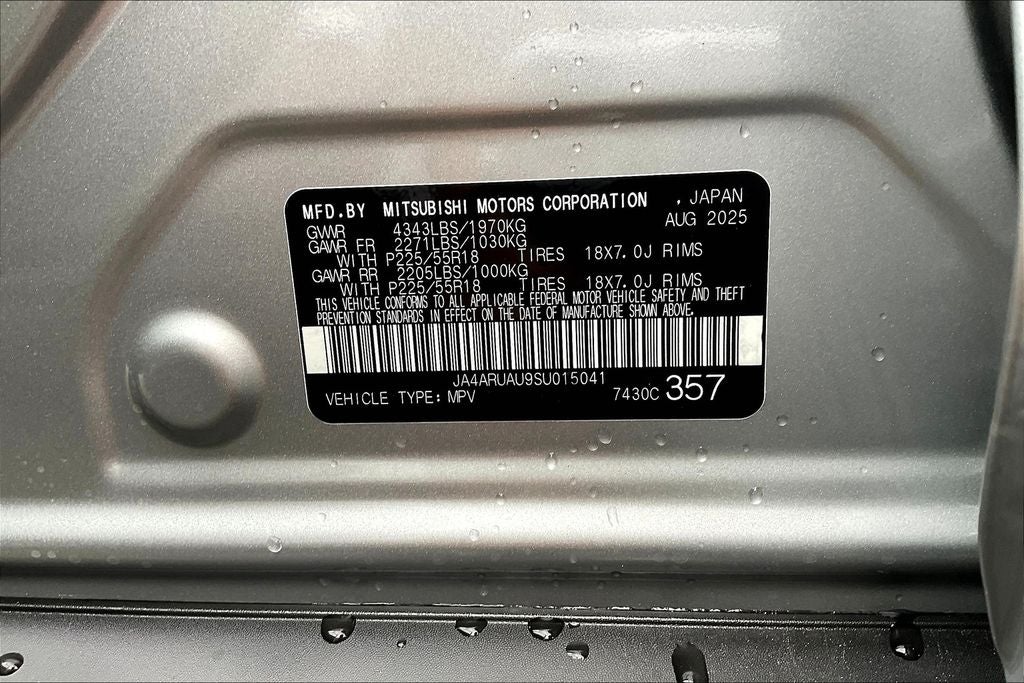 MFD.BY MITSUBISHI MOTORS CORPORATION , JAPAN
AUG 2025
GVWR 4343LBS/1970KG
GAWR FR 2271LBS/1030KG
WITH P225/55R18 TIRES 18X7.0J RIMS
GAWR RR 2205LBS/1000KG
WITH P225/55R18 TIRES 18X7.0J RIMS
THIS VEHICLE CONFORMS TO ALL APPLICABLE FEDERAL MOTOR VEHICLE SAFETY AND THEFT
PREVENTION STANDARDS IN EFFECT ON THE DATE OF MANUFACTURE SHOWN ABOVE.
JA4ARUAU9SU015041
VEHICLE TYPE: MPV 7430C 357